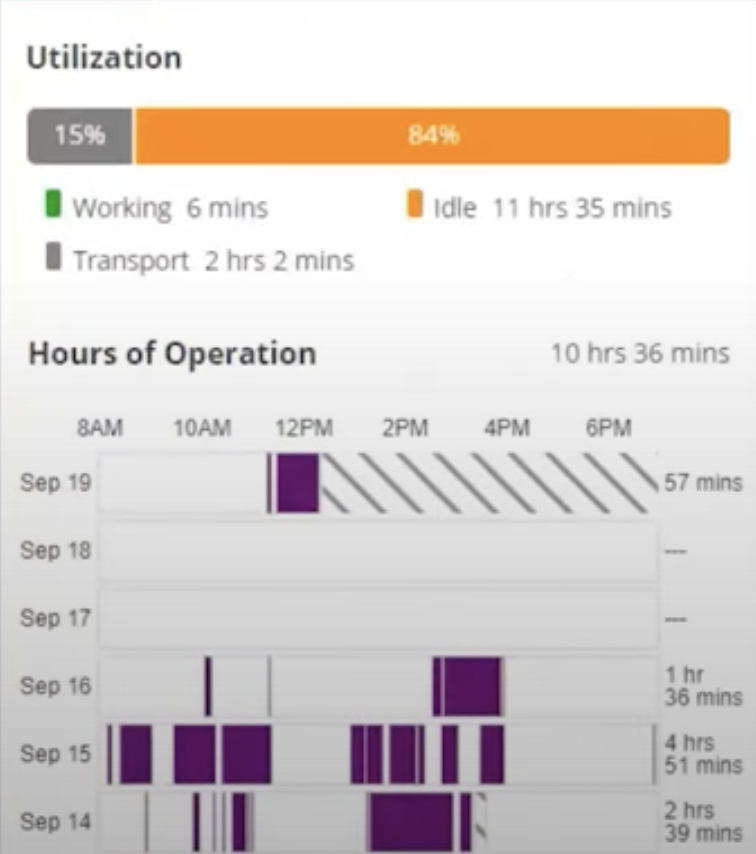 Utilization
15% 84%
Working 6 mins Idle 11 hrs 35 mins
Transport 2 hrs 2 mins
Hours of Operation 10 hrs 36 mins
8AM 10AM 12PM 2PM 4PM 6PM
Sep 19 57 mins
Sep 18 ---
Sep 17 ---
Sep 16 1 hr
36 mins
Sep 15 4 hrs
51 mins
Sep 14 2 hrs
39 mins